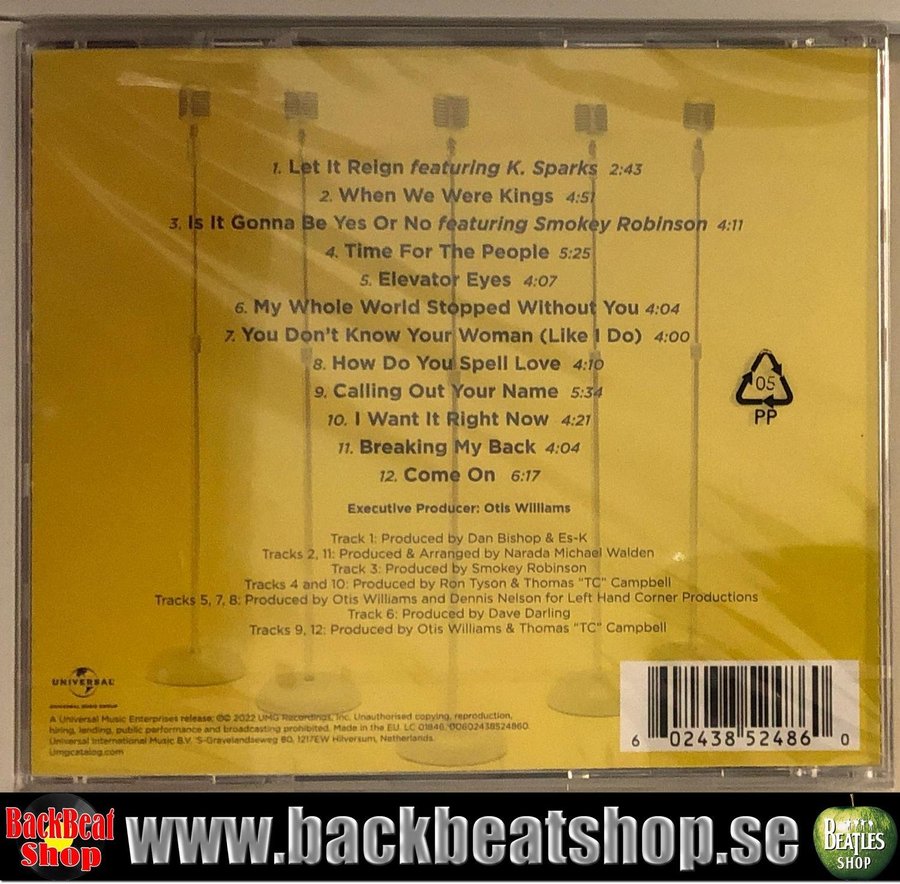 1. Let It Reign featuring K. Sparks 2:43
2. When We Were Kings 4:51
3. Is It Gonna Be Yes Or No featuring Smokey Robinson 4:11
4. Time For The People 5:25
5. Elevator Eyes 4:07
6. My Whole World Stopped Without You 4:04
7. You Don't Know Your Woman (Like I Do) 4:00
8. How Do You Spell Love 4:10
9. Calling Out Your Name 5:34
10. I Want It Right Now 4:21
11. Breaking My Back 4:04
12. Come On 6:17
05
PP
Executive Producer: Otis Williams
Track 1: Produced by Dan Bishop & Es-K
Tracks 2, 11: Produced & Arranged by Narada Michael Walden
Track 3: Produced by Smokey Robinson
Tracks 4 and 10: Produced by Ron Tyson & Thomas "TC" Campbell
Tracks 5, 7, 8: Produced by Otis Williams and Dennis Nelson for Left Hand Corner Productions
Track 6: Produced by Dave Darling
Tracks 9, 12: Produced by Otis Williams & Thomas "TC" Campbell
UNIVERSAL
UNIVERSAL MUSIC GROUP
A Universal Music Enterprises release; ℗© 2022 UMG Recordings, Inc. Unauthorised copying, reproduction,
hiring, lending, public performance and broadcasting prohibited. Made in the EU. LC 01846. 00602438524860.
Universal International Music B.V. 'S-Gravelandseweg 80, 1217EW Hilversum, Netherlands.
Umgcatalog.com
6 02438 52486 0
BackBeat
Shop
www.backbeatshop.se
BEATLES
SHOP